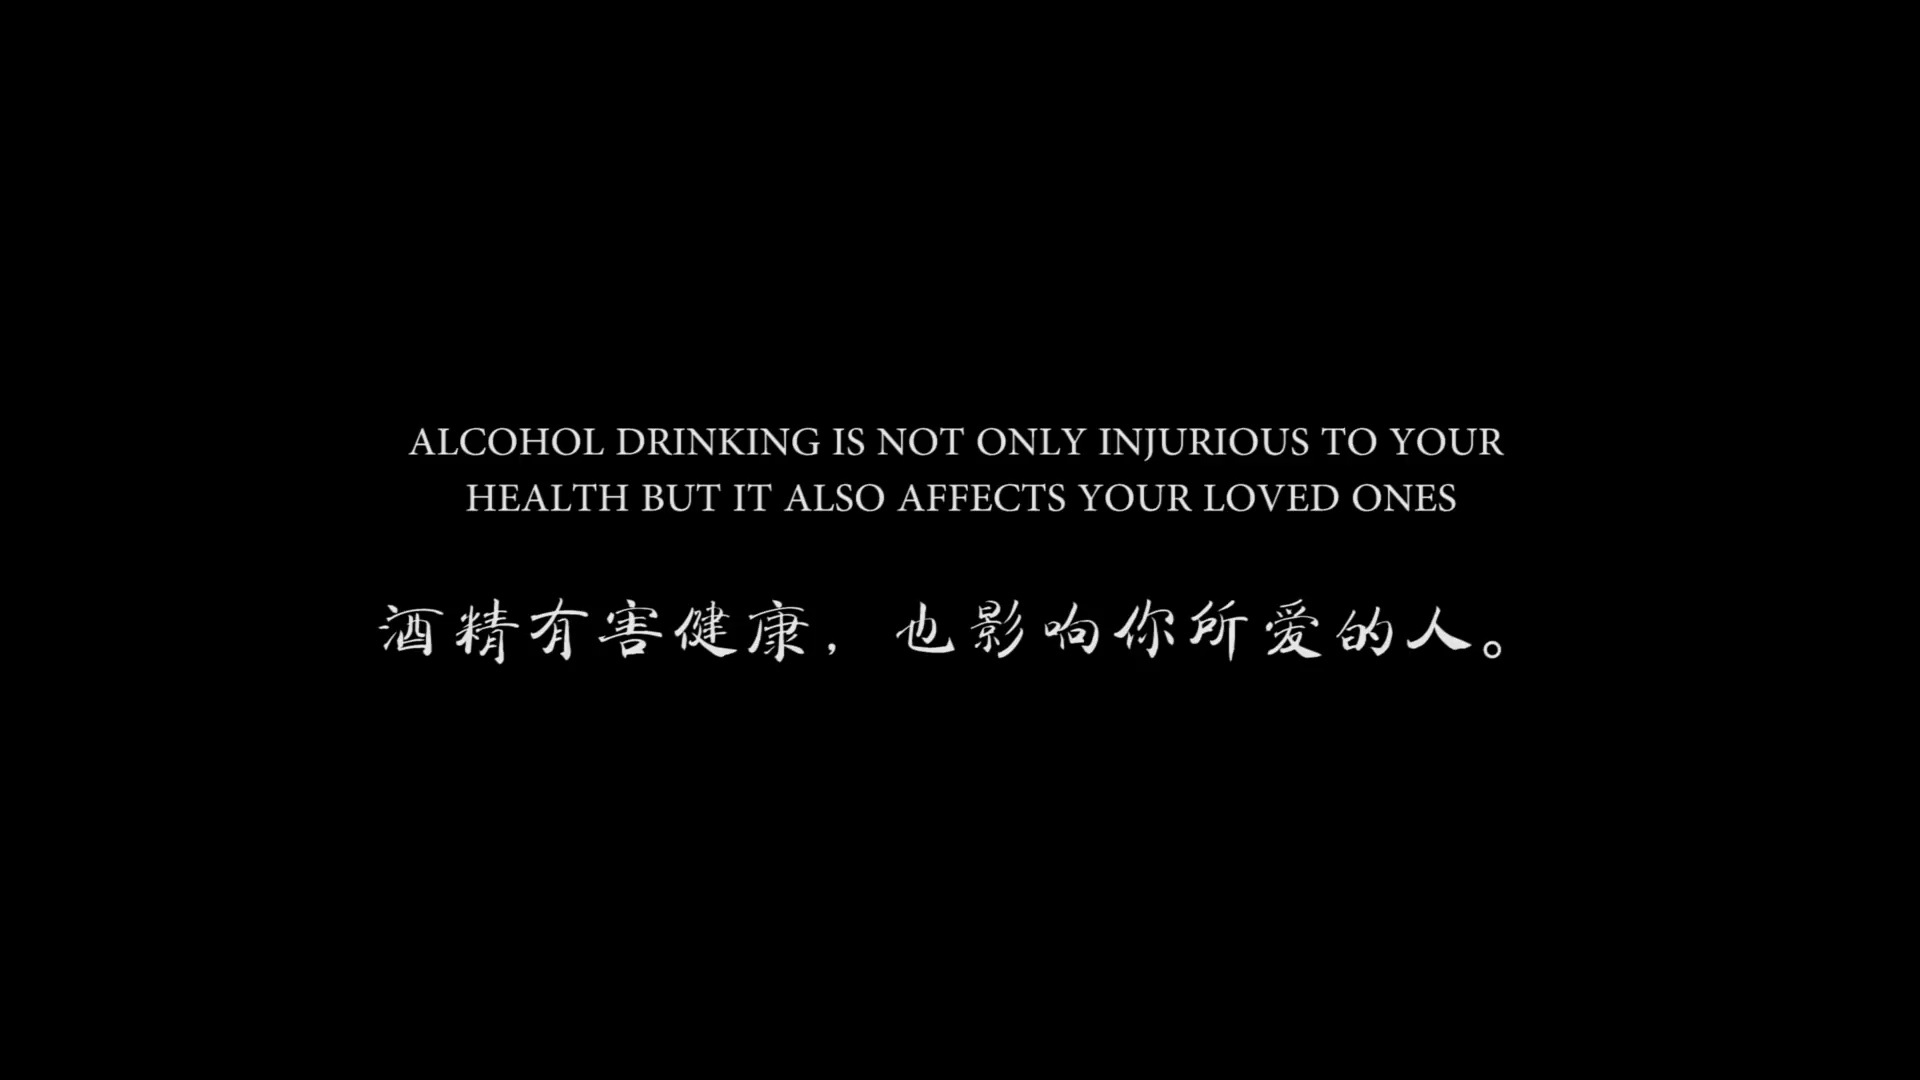 ALCOHOL DRINKING IS NOT ONLY INJURIOUS TO YOUR
HEALTH BUT IT ALSO AFFECTS YOUR LOVED ONES
酒精有害健康，也影响你所爱的人。